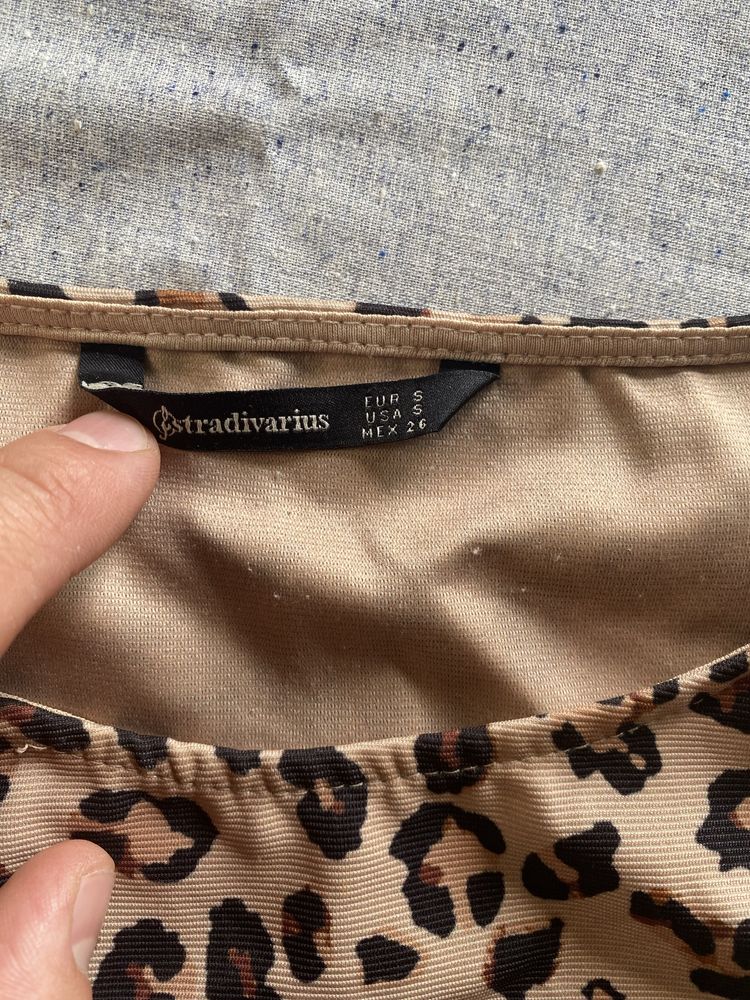 stradivarius
EUR S
USA S
MEX 26